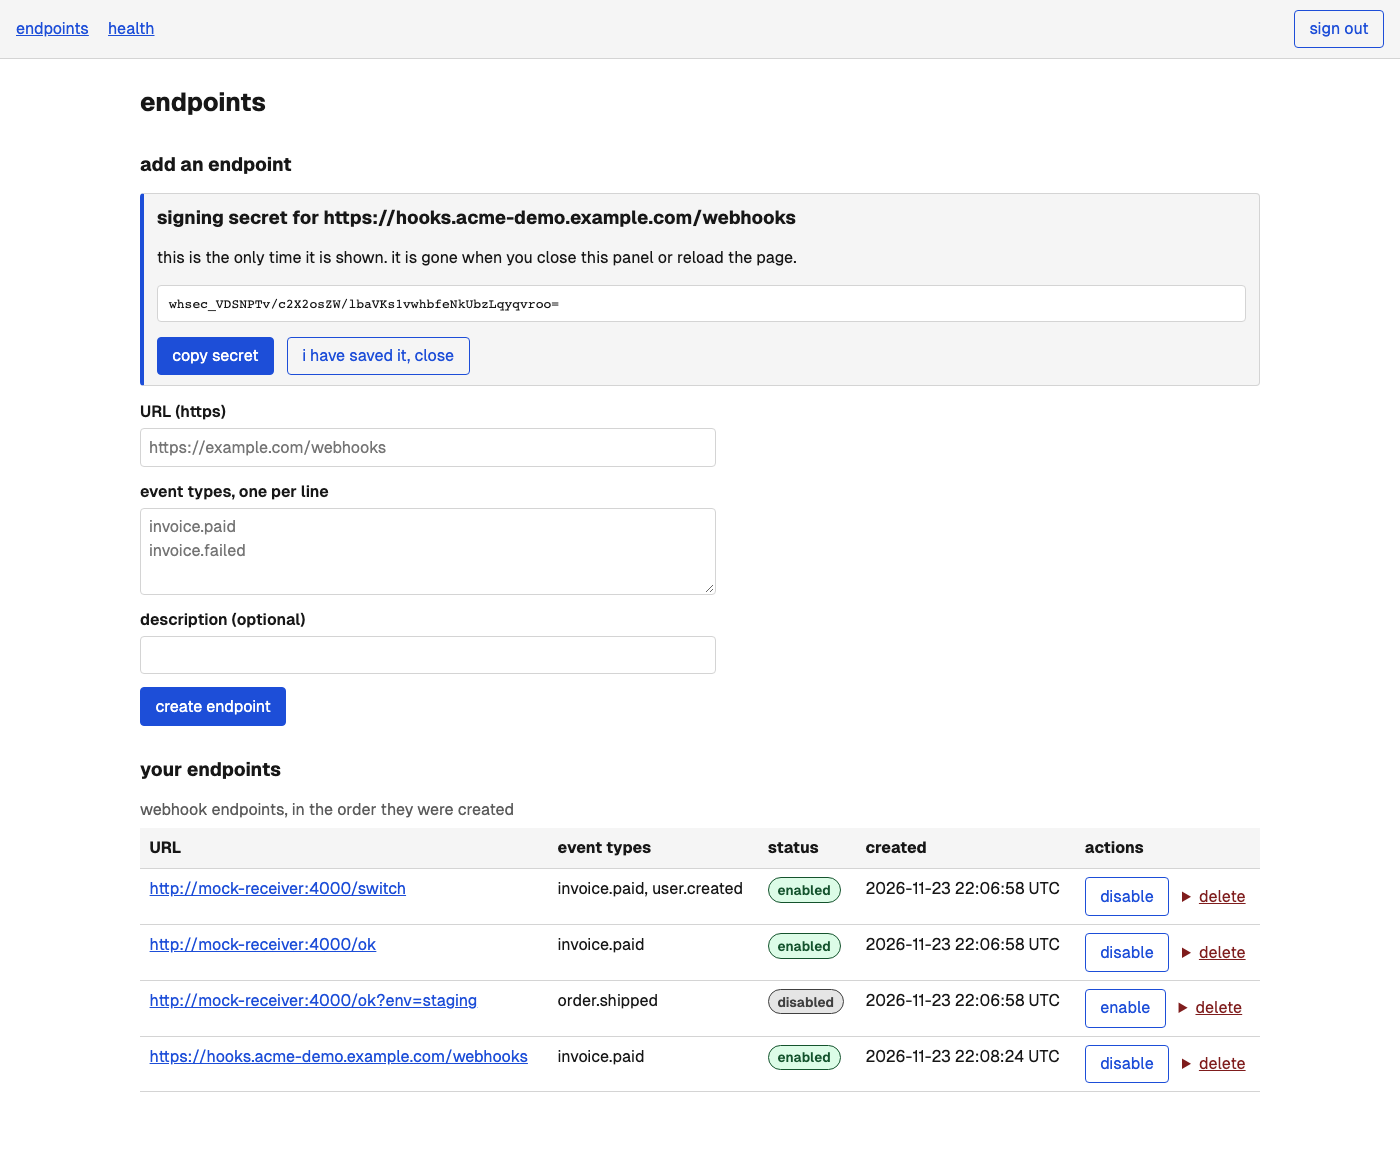 endpoints health sign out
endpoints
add an endpoint
signing secret for https://hooks.acme-demo.example.com/webhooks
this is the only time it is shown. it is gone when you close this panel or reload the page.
whsec_VDSNPTv/c2X2osZW/lbaVKslvwhbfeNkUbzLqyqvroo=
copy secret i have saved it, close
URL (https)
https://example.com/webhooks
event types, one per line
invoice.paid
invoice.failed
description (optional)
create endpoint
your endpoints
webhook endpoints, in the order they were created
URL event types status created actions
http://mock-receiver:4000/switch invoice.paid, user.created enabled 2026-11-23 22:06:58 UTC disable delete
http://mock-receiver:4000/ok invoice.paid enabled 2026-11-23 22:06:58 UTC disable delete
http://mock-receiver:4000/ok?env=staging order.shipped disabled 2026-11-23 22:06:58 UTC enable delete
https://hooks.acme-demo.example.com/webhooks invoice.paid enabled 2026-11-23 22:08:24 UTC disable delete